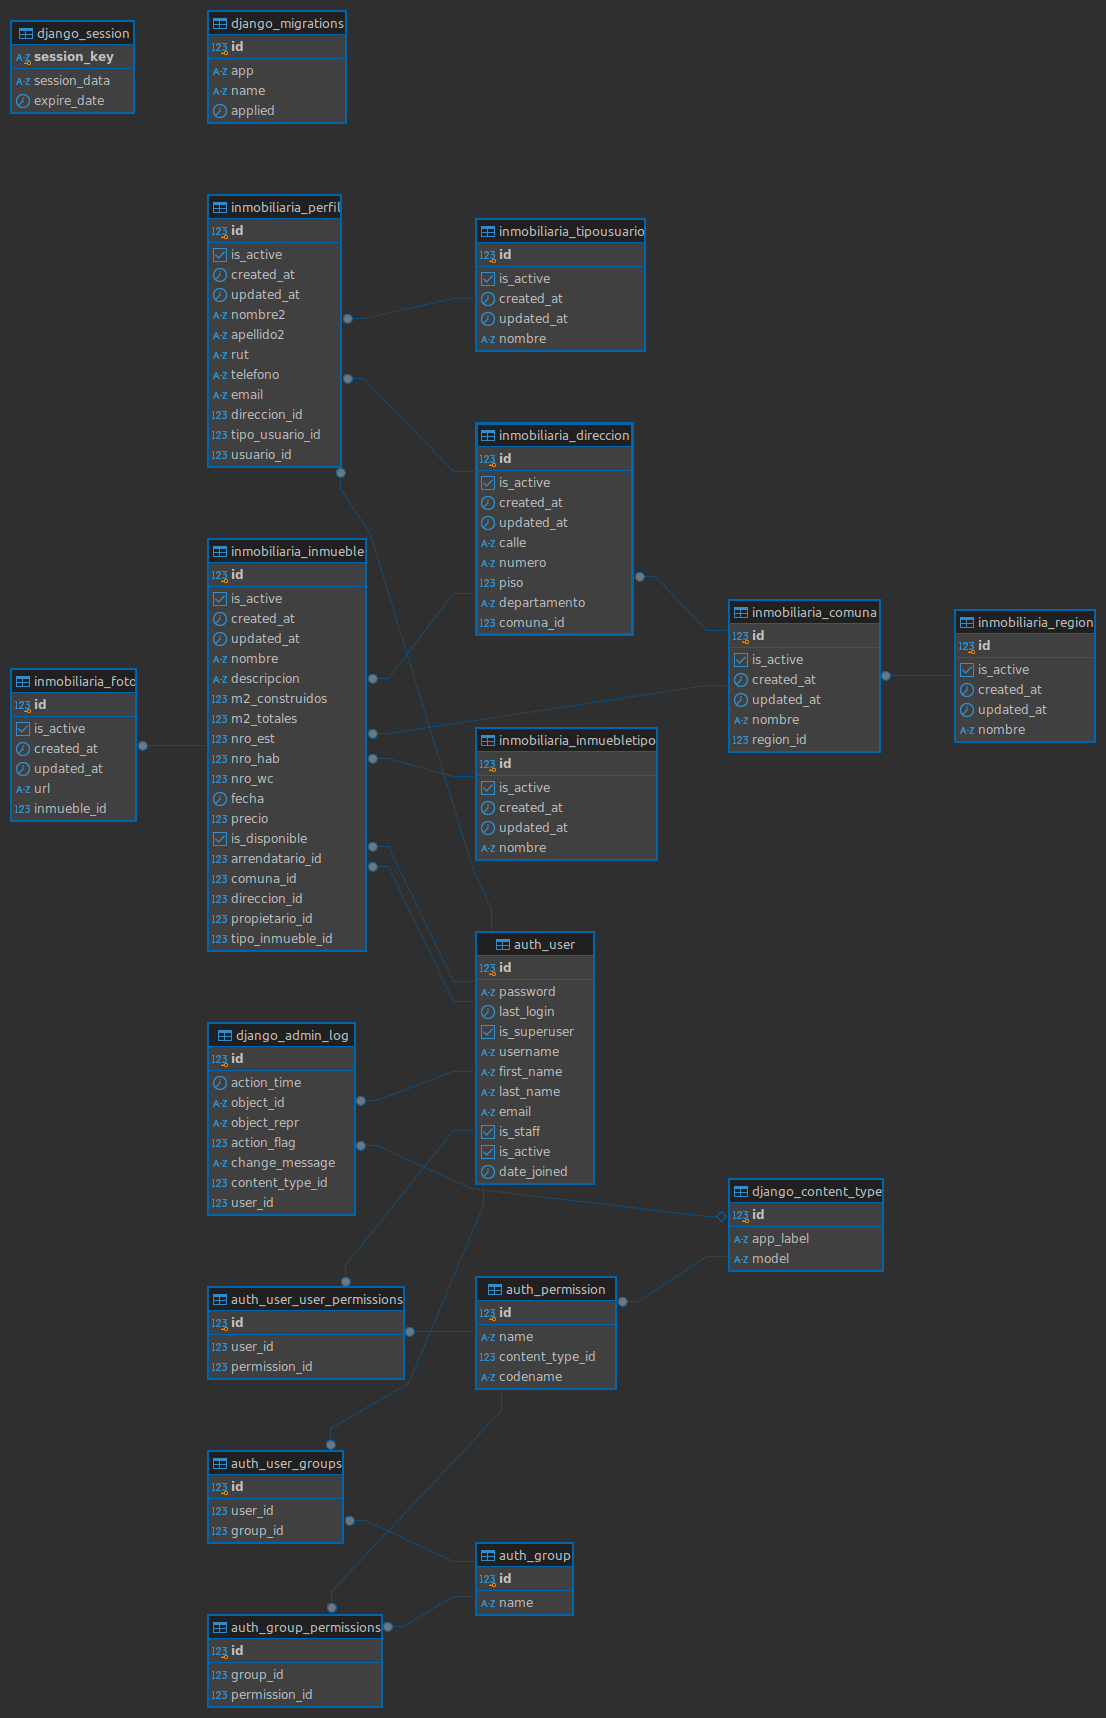 django_session
session_key
session_data
expire_date
django_migrations
id
app
name
applied
inmobiliaria_perfil
id
is_active
created_at
updated_at
nombre2
apellido2
rut
telefono
email
direccion_id
tipo_usuario_id
usuario_id
inmobiliaria_tipousuario
id
is_active
created_at
updated_at
nombre
inmobiliaria_direccion
id
is_active
created_at
updated_at
calle
numero
piso
departamento
comuna_id
inmobiliaria_inmueble
id
is_active
created_at
updated_at
nombre
descripcion
m2_construidos
m2_totales
nro_est
nro_hab
nro_wc
fecha
precio
is_disponible
arrendatario_id
comuna_id
direccion_id
propietario_id
tipo_inmueble_id
inmobiliaria_comuna
id
is_active
created_at
updated_at
nombre
region_id
inmobiliaria_region
id
is_active
created_at
updated_at
nombre
inmobiliaria_foto
id
is_active
created_at
updated_at
url
inmueble_id
inmobiliaria_inmuebletipo
id
is_active
created_at
updated_at
nombre
auth_user
id
password
last_login
is_superuser
username
first_name
last_name
email
is_staff
is_active
date_joined
django_admin_log
id
action_time
object_id
object_repr
action_flag
change_message
content_type_id
user_id
django_content_type
id
app_label
model
auth_user_user_permissions
id
user_id
permission_id
auth_permission
id
name
content_type_id
codename
auth_user_groups
id
user_id
group_id
auth_group
id
name
auth_group_permissions
id
group_id
permission_id